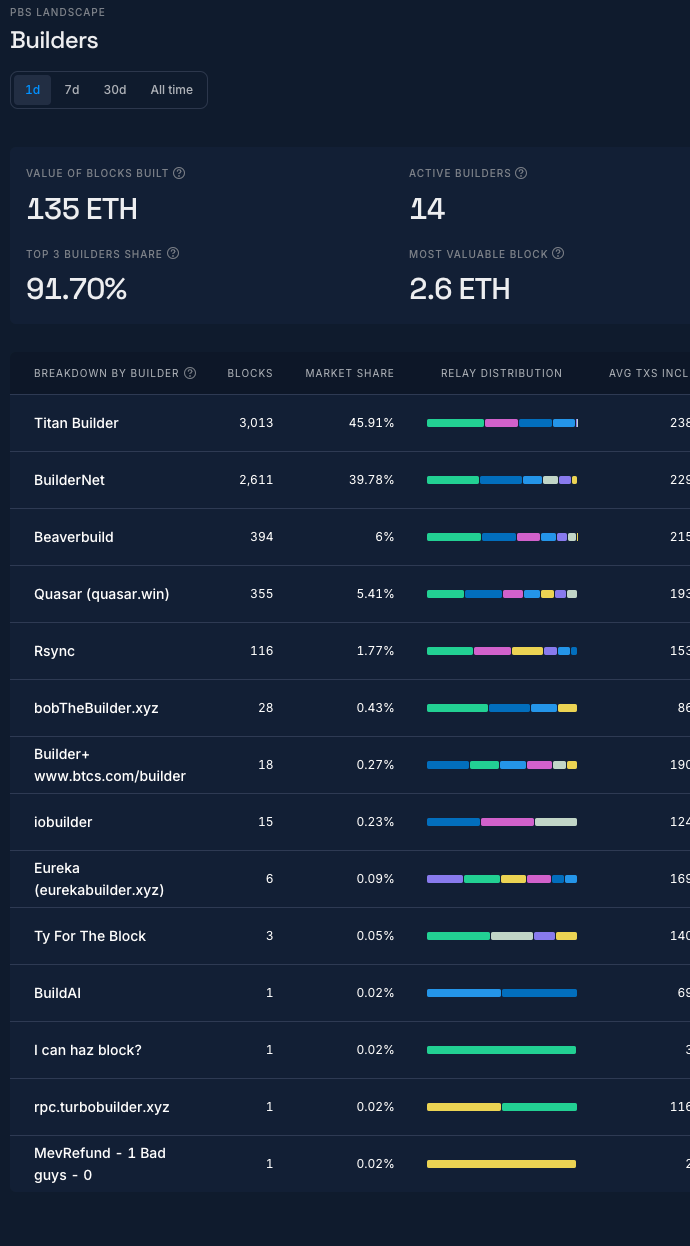 PBS LANDSCAPE
Builders
1d 7d 30d All time
VALUE OF BLOCKS BUILT ACTIVE BUILDERS
135 ETH 14
TOP 3 BUILDERS SHARE MOST VALUABLE BLOCK
91.70% 2.6 ETH
BREAKDOWN BY BUILDER BLOCKS MARKET SHARE RELAY DISTRIBUTION AVG TXS INCL
Titan Builder 3,013 45.91% 238
BuilderNet 2,611 39.78% 229
Beaverbuild 394 6% 215
Quasar (quasar.win) 355 5.41% 193
Rsync 116 1.77% 153
bobTheBuilder.xyz 28 0.43% 86
Builder+
www.btcs.com/builder 18 0.27% 190
iobuilder 15 0.23% 124
Eureka
(eurekabuilder.xyz) 6 0.09% 169
Ty For The Block 3 0.05% 140
BuildAI 1 0.02% 69
I can haz block? 1 0.02% 3
rpc.turbobuilder.xyz 1 0.02% 116
MevRefund - 1 Bad
guys - 0 1 0.02% 2